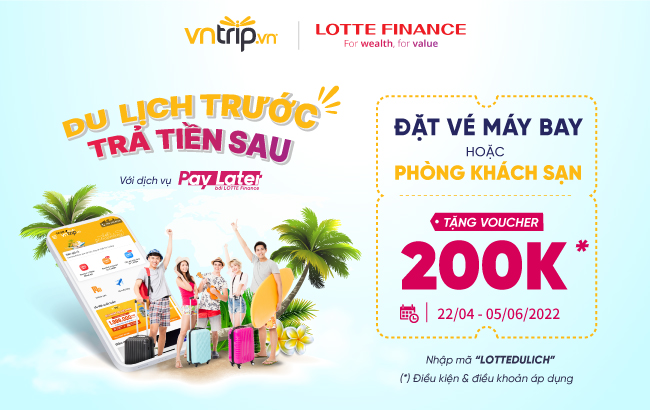 vntrip.vn
LOTTE FINANCE
For wealth, for value
DU LỊCH TRƯỚC
TRẢ TIỀN SAU
Với dịch vụ Pay Later
bởi LOTTE Finance
ĐẶT VÉ MÁY BAY
HOẶC
PHÒNG KHÁCH SẠN
TẶNG VOUCHER
200K*
22/04 - 05/06/2022
Nhập mã “LOTTEDULICH”
(*) Điều kiện & điều khoản áp dụng